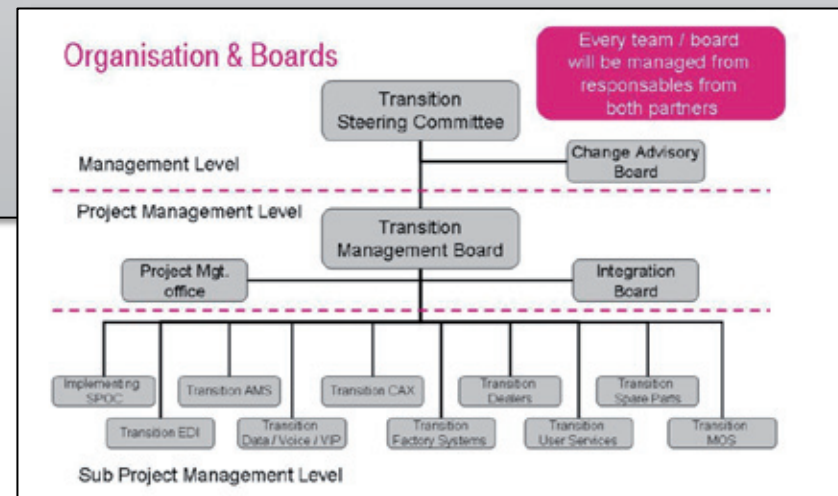 Organisation & Boards
Every team / board
will be managed from
responsables from
both partners
Transition
Steering Committee
Management Level
Change Advisory
Board
Project Management Level
Transition
Management Board
Project Mgt.
office
Integration
Board
Implementing
SPOC
Transition AMS
Transition CAX
Transition
Dealers
Transition
Spare Parts
Transition EDI
Transition
Data / Voice / VIP
Transition
Factory Systems
Transition
User Services
Transition
MOS
Sub Project Management Level